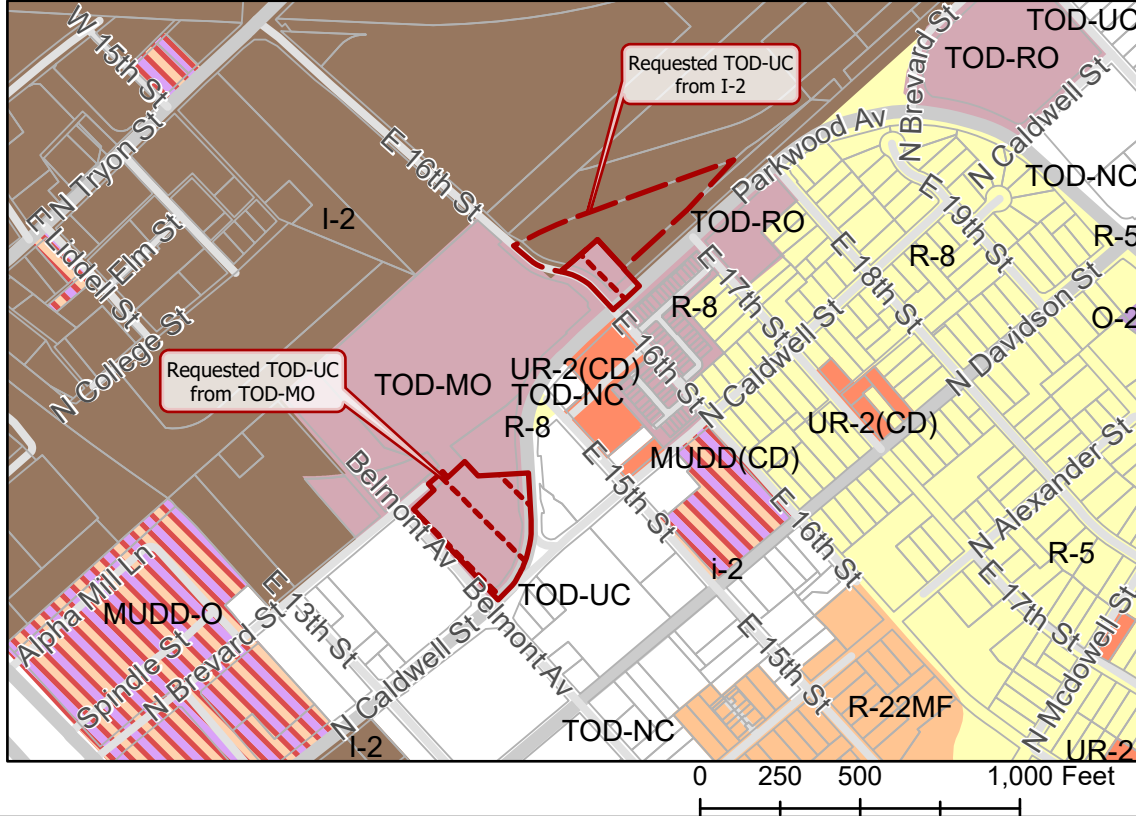 TOD-UC
N Brevard St
TOD-RO
W 15th St
Requested TOD-UC
from I-2
N Caldwell St
E 16th St
Parkwood Av
N Brevard St
N Caldwell St
N Tryon St
TOD-NC
E 19th St
I-2
TOD-RO
E Liddell St
Elm St
E 17th St
E 18th St
R-8
R-5
R-8
N Davidson St
O-2
N College St
E 16th St
N Caldwell St
Requested TOD-UC
from TOD-MO
TOD-MO
UR-2(CD)
TOD-NC
R-8
UR-2(CD)
MUDD(CD)
N Alexander St
Belmont Av
E 15th St
E 16th St
R-5
i-2
Alpha Mill Ln
MUDD-O
E 13th St
Belmont Av
TOD-UC
E 17th St
Spindle St
N Brevard St
N Caldwell St
E 15th St
N Mcdowell St
R-22MF
TOD-NC
I-2
UR-2
0 250 500 1,000 Feet